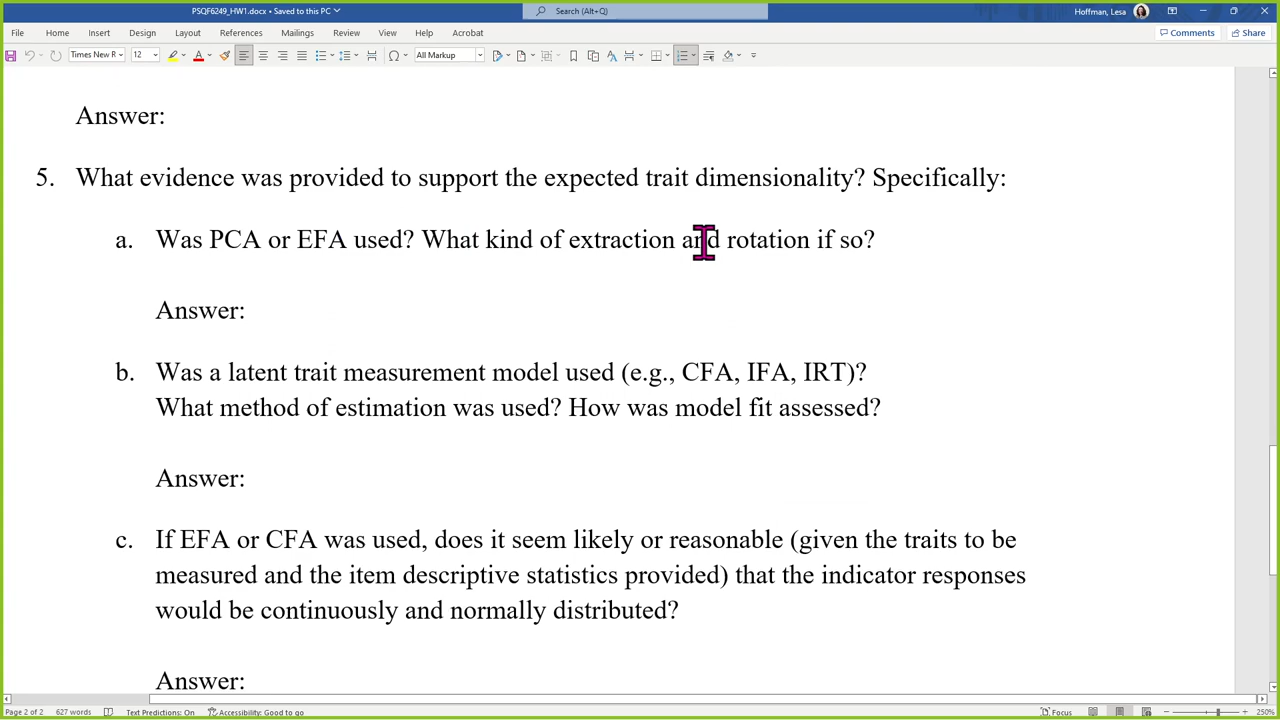 PSQF6249_HW1.docx • Saved to this PC
Search (Alt+Q)
Hoffman, Lesa
File Home Insert Design Layout References Mailings Review View Help Acrobat
Comments Share
Times New R 12 All Markup
Answer:
5. What evidence was provided to support the expected trait dimensionality? Specifically:
a. Was PCA or EFA used? What kind of extraction and rotation if so?
Answer:
b. Was a latent trait measurement model used (e.g., CFA, IFA, IRT)?
What method of estimation was used? How was model fit assessed?
Answer:
c. If EFA or CFA was used, does it seem likely or reasonable (given the traits to be
measured and the item descriptive statistics provided) that the indicator responses
would be continuously and normally distributed?
Answer:
Page 2 of 2 627 words Text Predictions: On Accessibility: Good to go Focus 250%